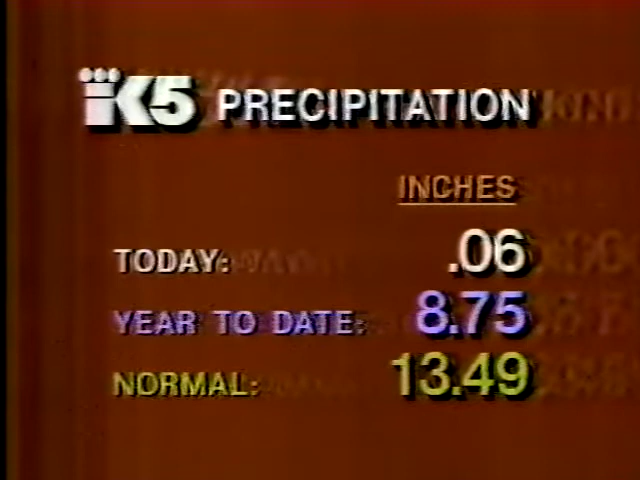 K5 PRECIPITATION
INCHES
TODAY: .06
YEAR TO DATE: 8.75
NORMAL: 13.49